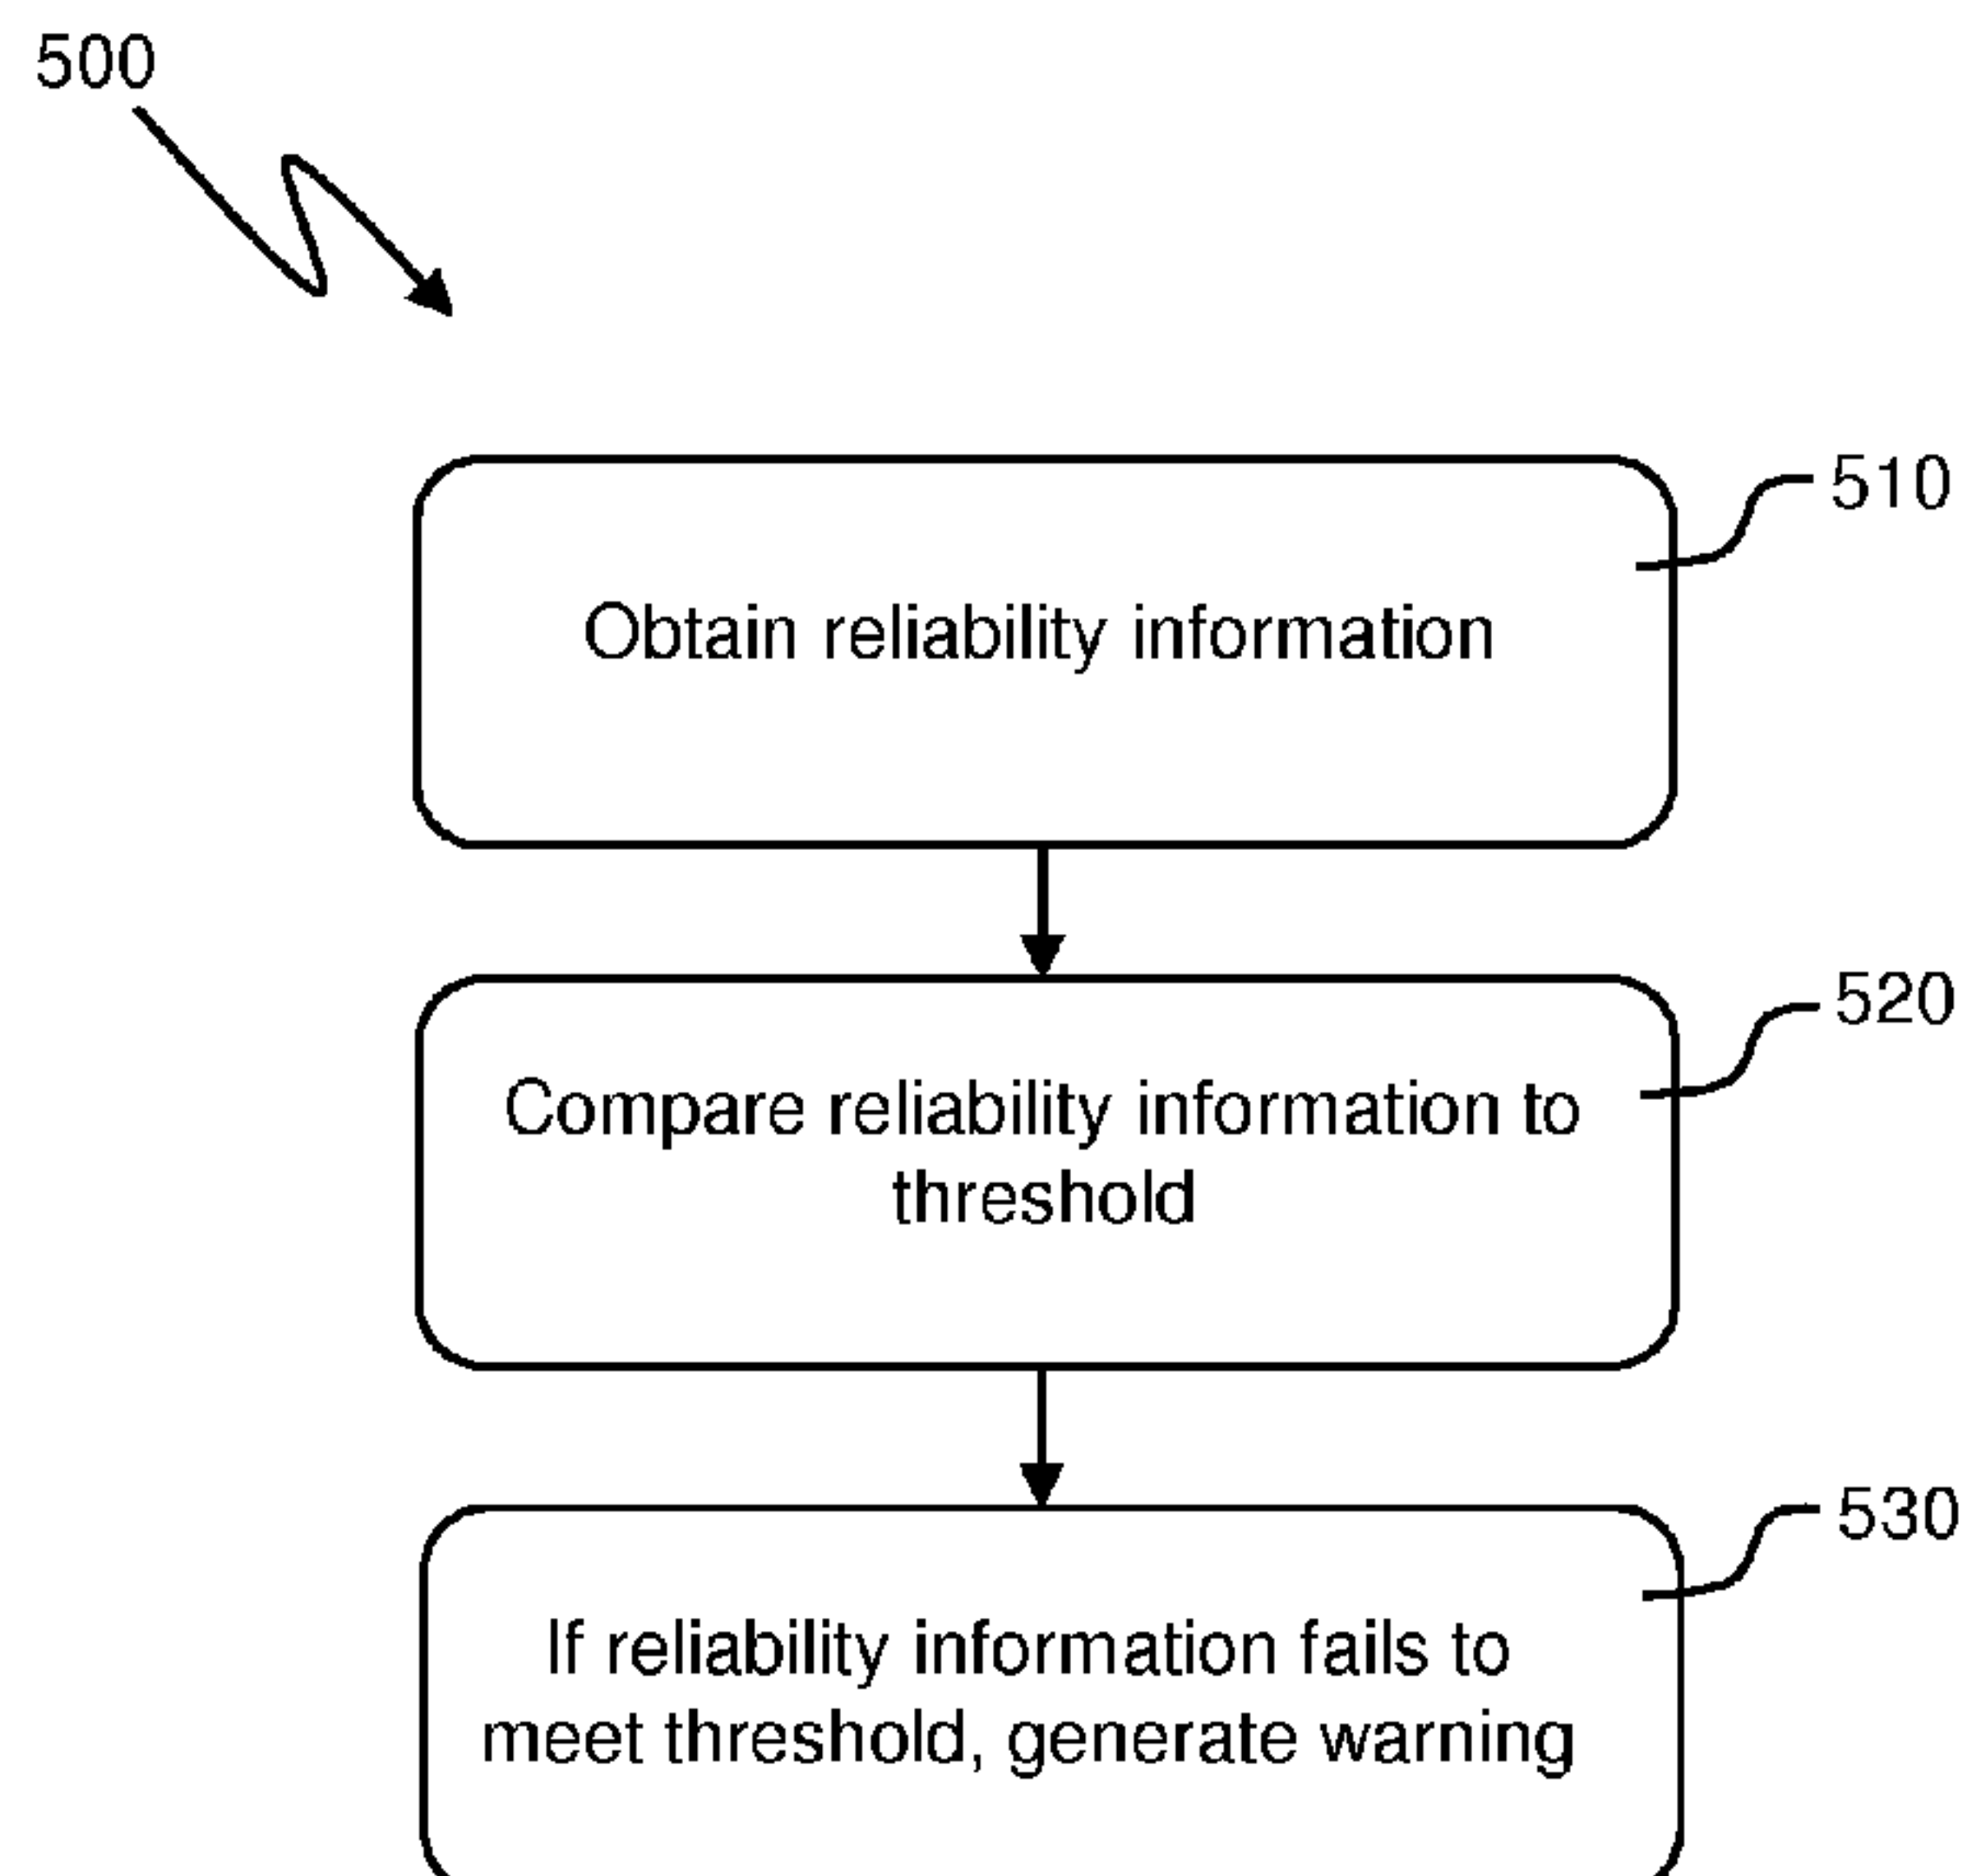 500
510
Obtain reliability information
520
Compare reliability information to
threshold
530
If reliability information fails to
meet threshold, generate warning